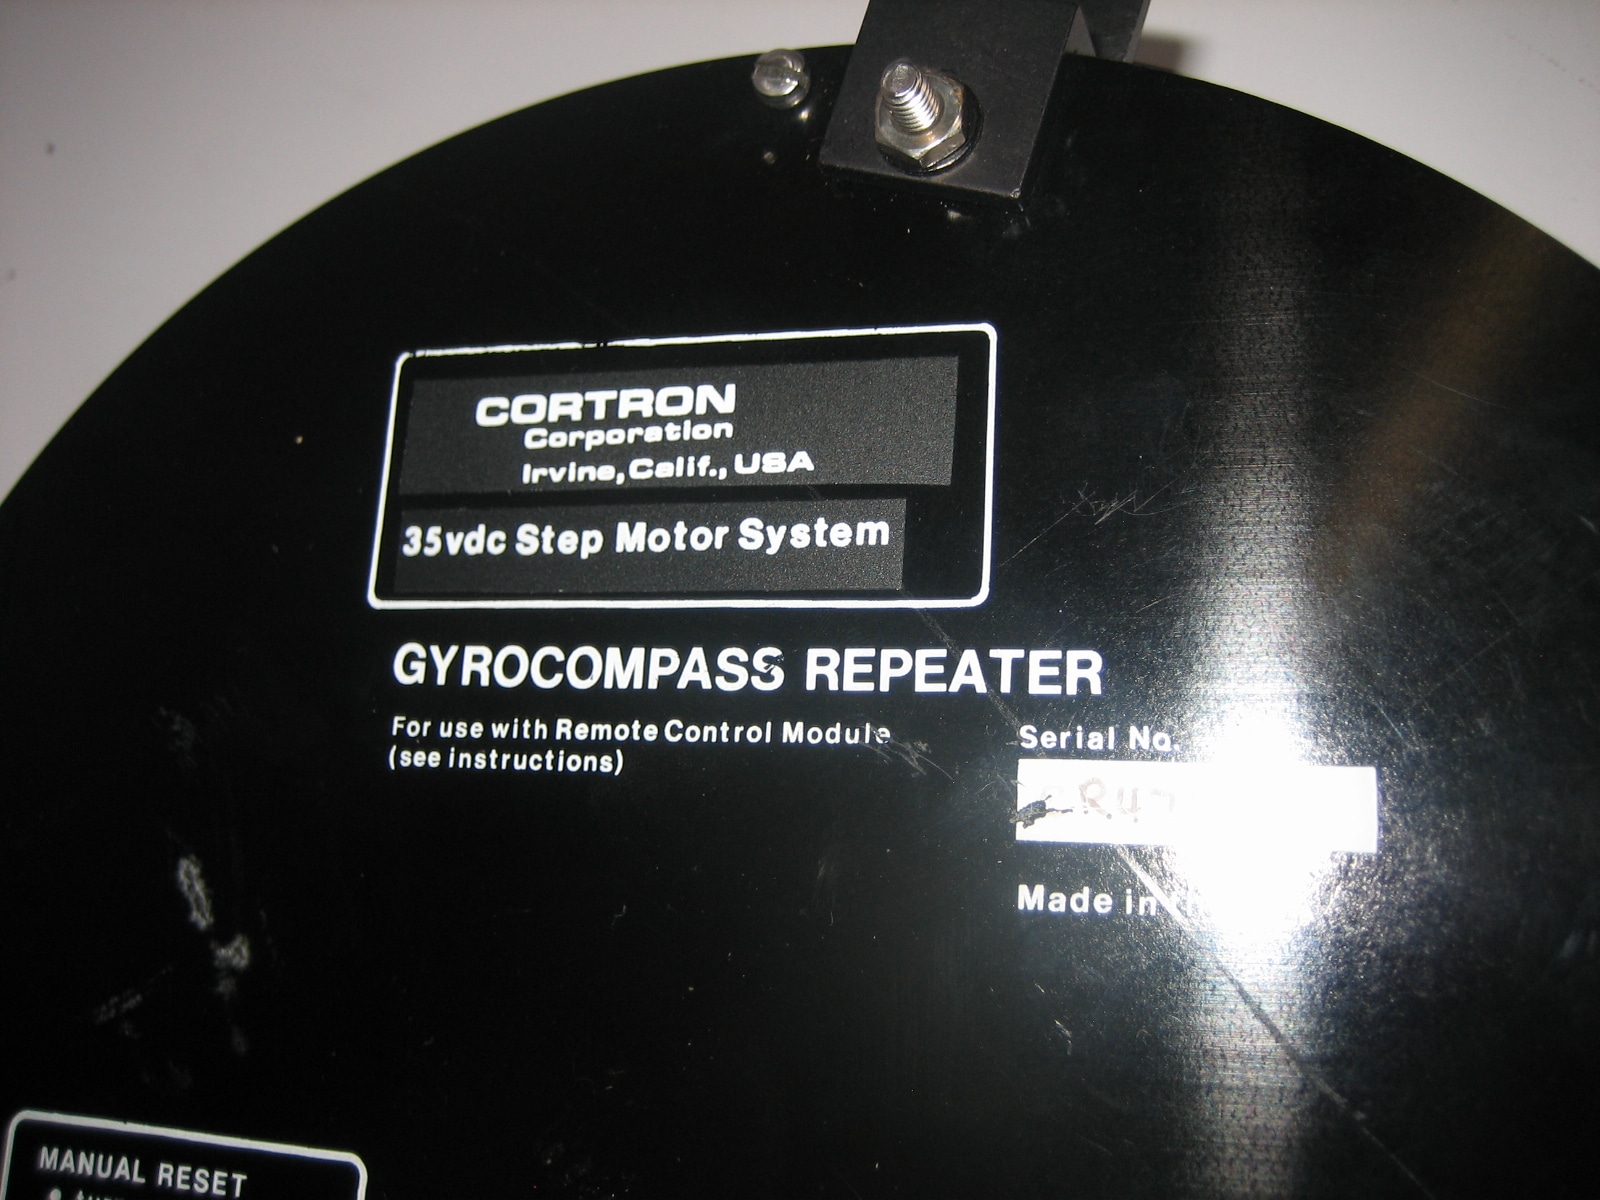 CORTRON
Corporation
Irvine, Calif., USA
35vdc Step Motor System
GYROCOMPASS REPEATER
For use with Remote Control Module
(see instructions)
Serial No.
Made in
MANUAL RESET